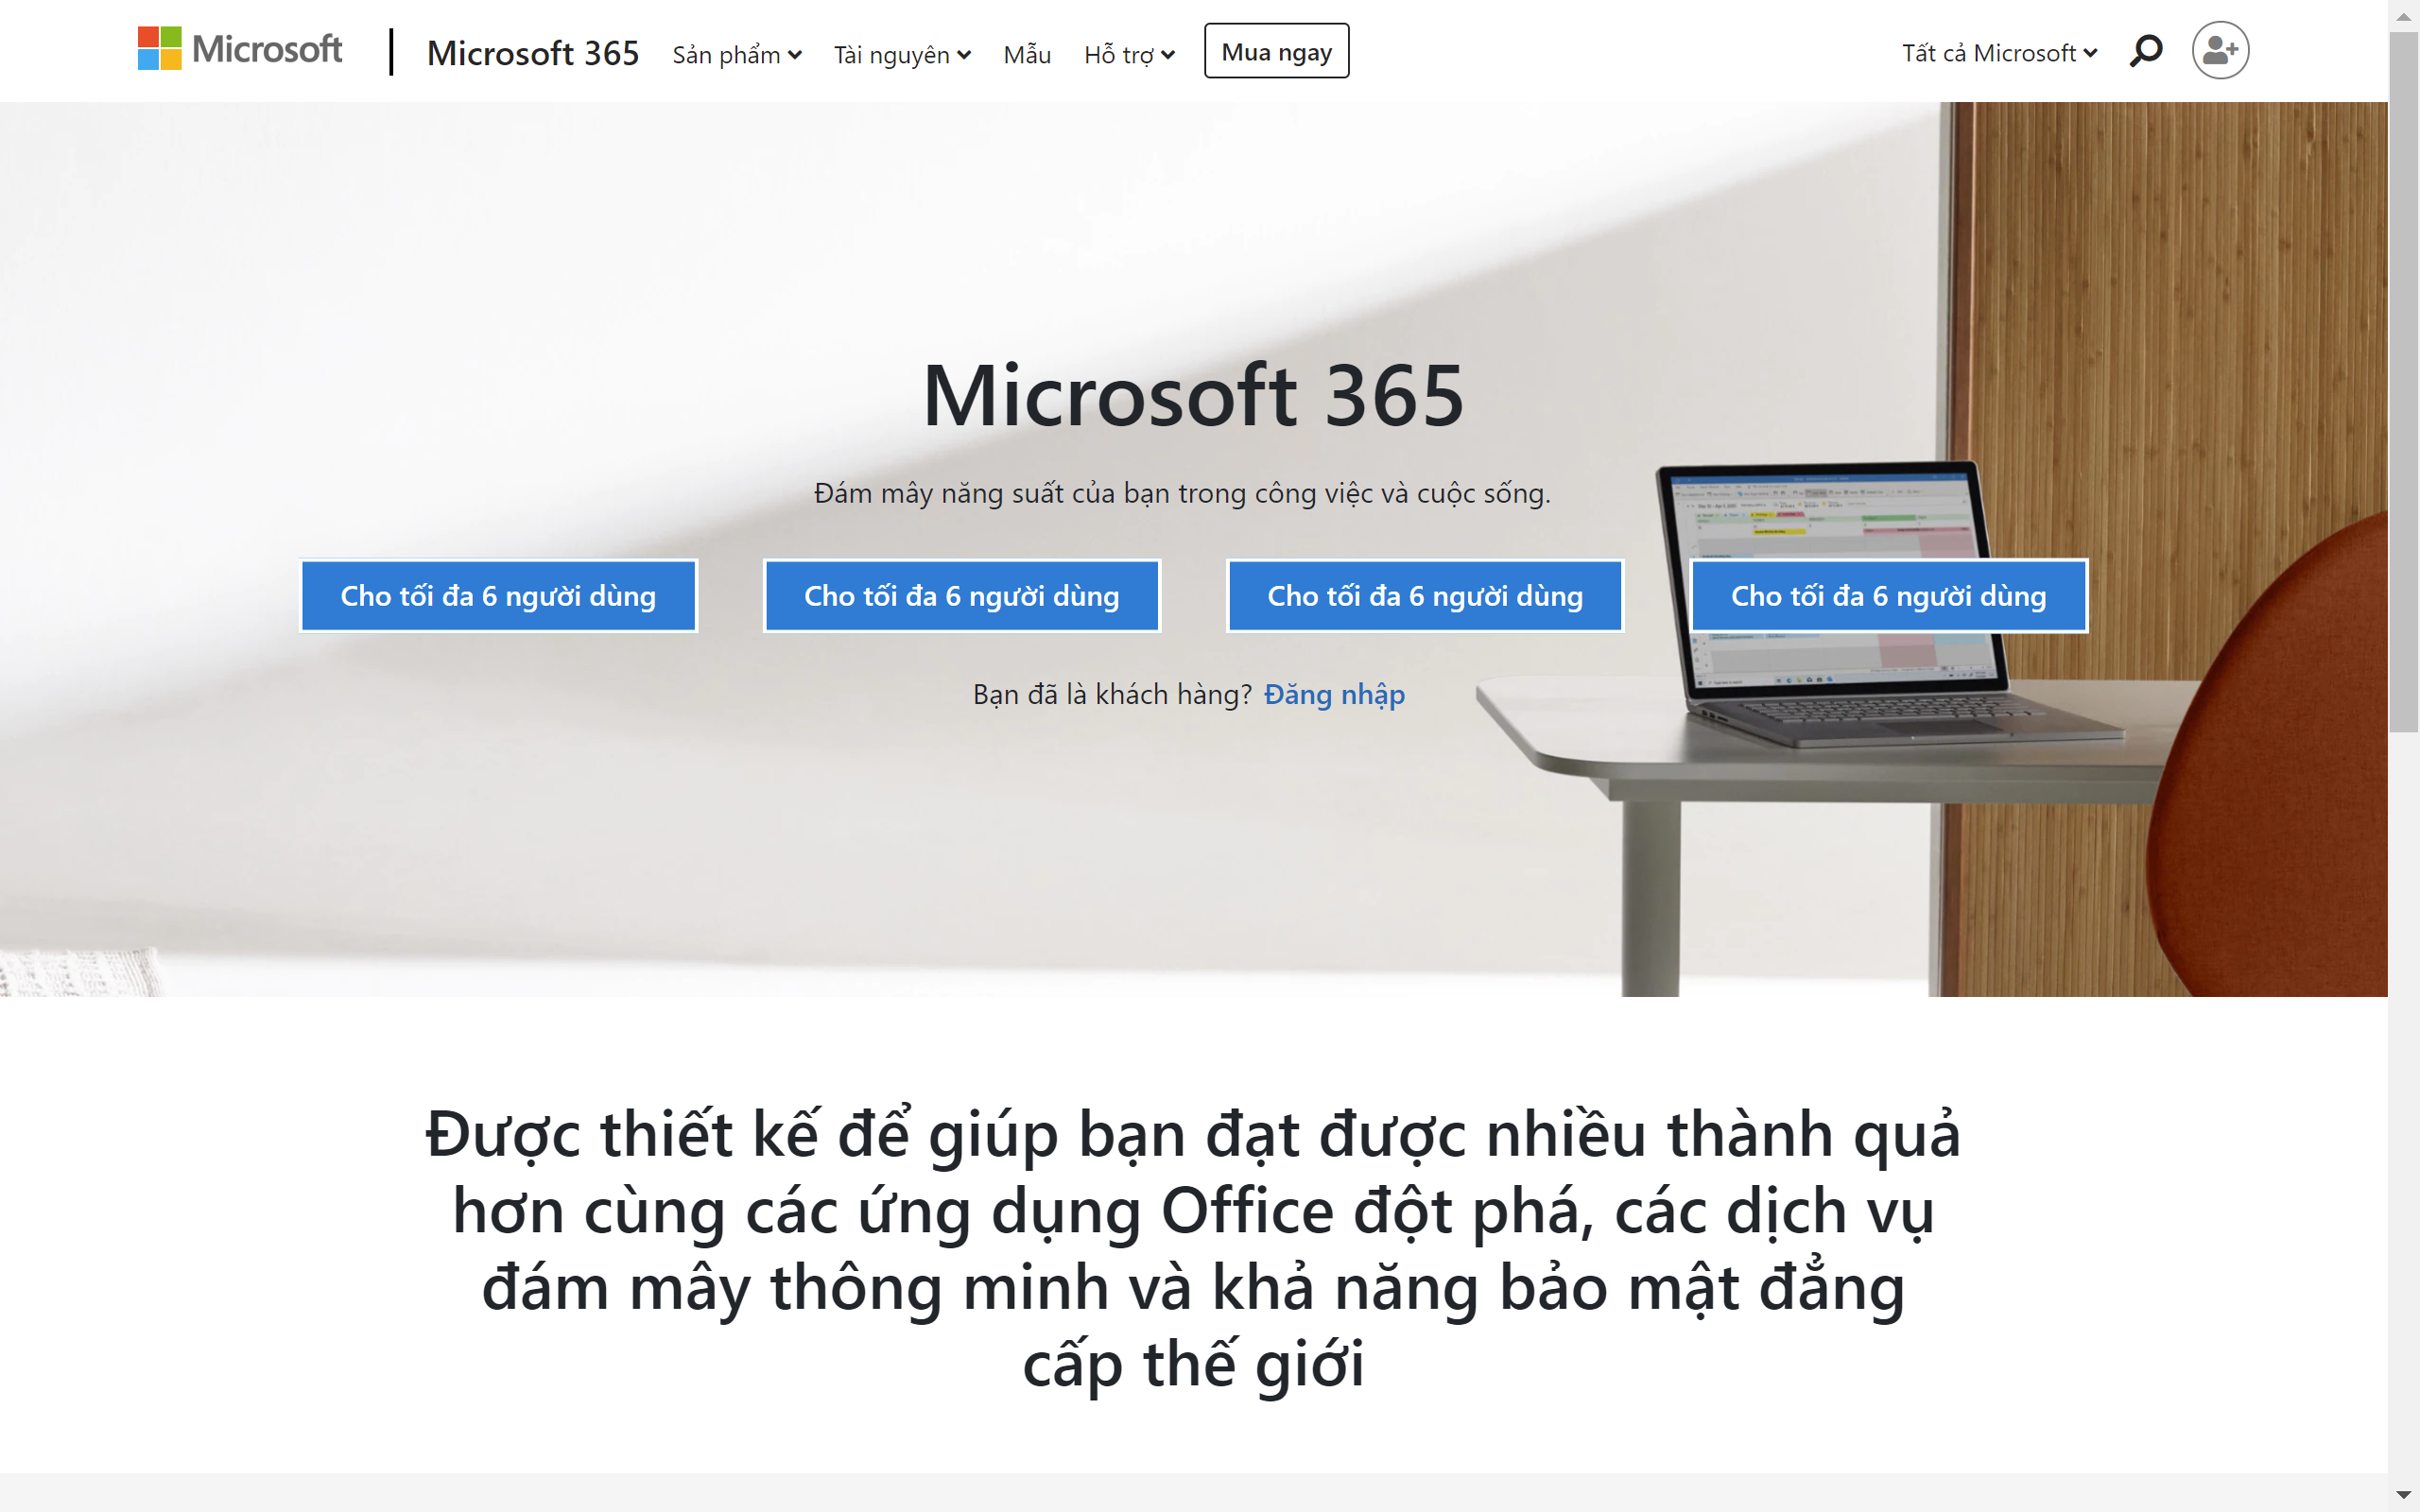 Microsoft
Microsoft 365
Sản phẩm
Tài nguyên
Mẫu
Hỗ trợ
Mua ngay
Tất cả Microsoft
Microsoft 365
Đám mây năng suất của bạn trong công việc và cuộc sống.
Cho tối đa 6 người dùng
Cho tối đa 6 người dùng
Cho tối đa 6 người dùng
Cho tối đa 6 người dùng
Bạn đã là khách hàng? Đăng nhập
Được thiết kế để giúp bạn đạt được nhiều thành quả
hơn cùng các ứng dụng Office đột phá, các dịch vụ
đám mây thông minh và khả năng bảo mật đẳng
cấp thế giới